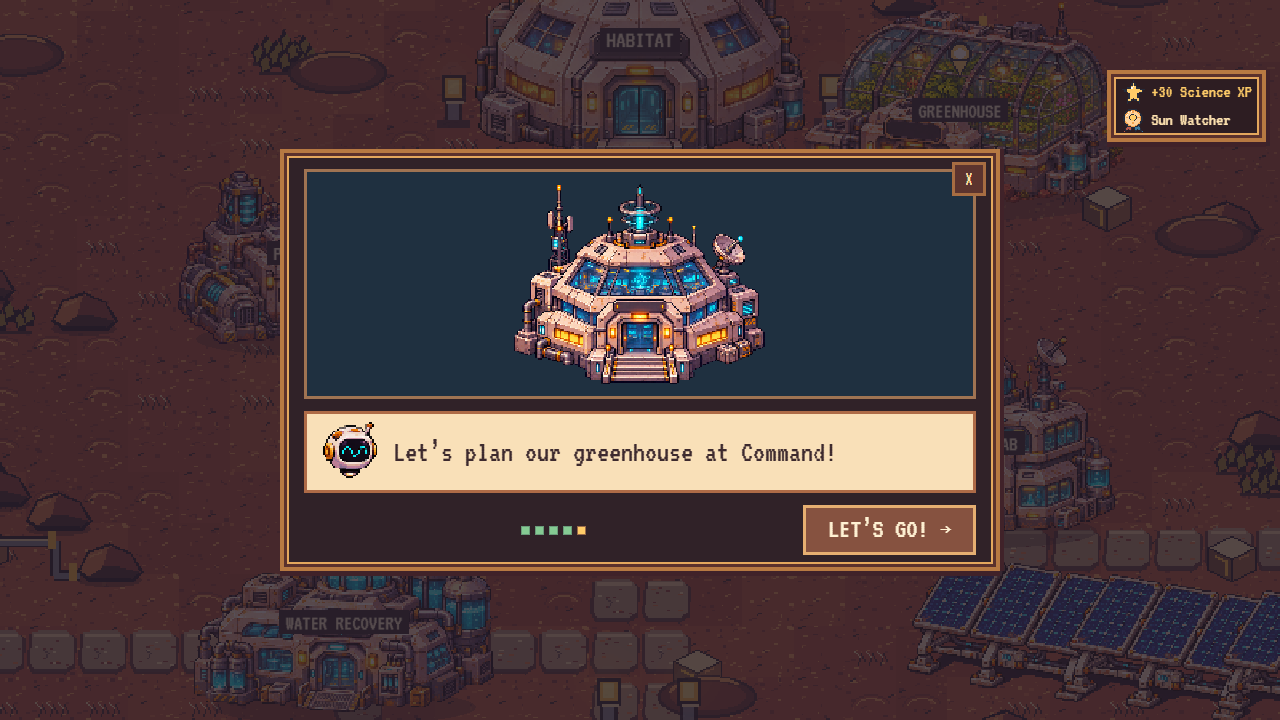 HABITAT
GREENHOUSE
+30 Science XP
Sun Watcher
X
Let's plan our greenhouse at Command!
LET'S GO! →
WATER RECOVERY